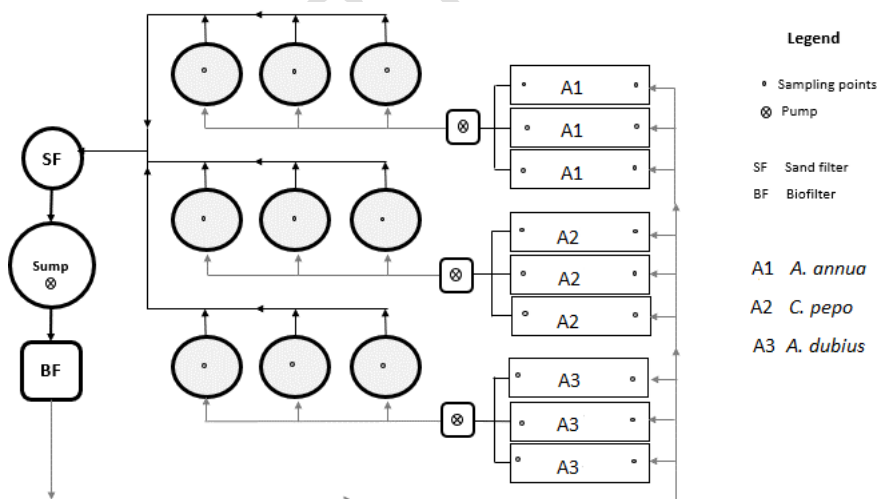 Legend
Sampling points
Pump
SF Sand filter
BF Biofilter
A1 A. annua
A2 C. pepo
A3 A. dubius
SF
Sump
BF
A1
A1
A1
A2
A2
A2
A3
A3
A3